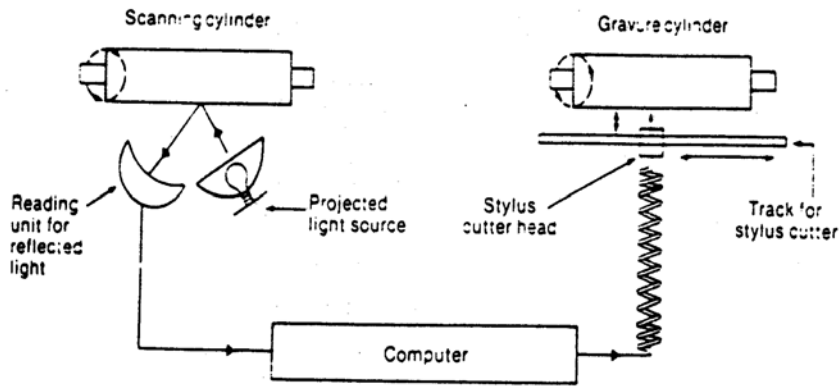 Scanning cylinder
Gravure cylinder
Reading
unit for
reflected
light
Projected
light source
Stylus
cutter head
Track for
stylus cutter
Computer